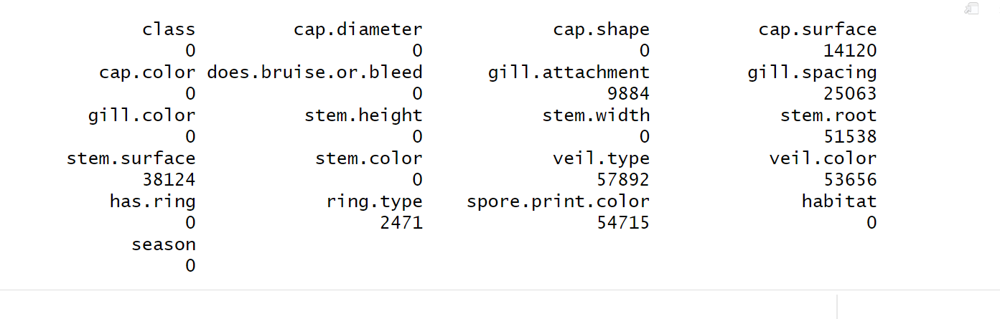 class cap.diameter cap.shape cap.surface
0 0 0 14120
cap.color does.bruise.or.bleed gill.attachment gill.spacing
0 0 9884 25063
gill.color stem.height stem.width stem.root
0 0 0 51538
stem.surface stem.color veil.type veil.color
38124 0 57892 53656
has.ring ring.type spore.print.color habitat
0 2471 54715 0
season
0